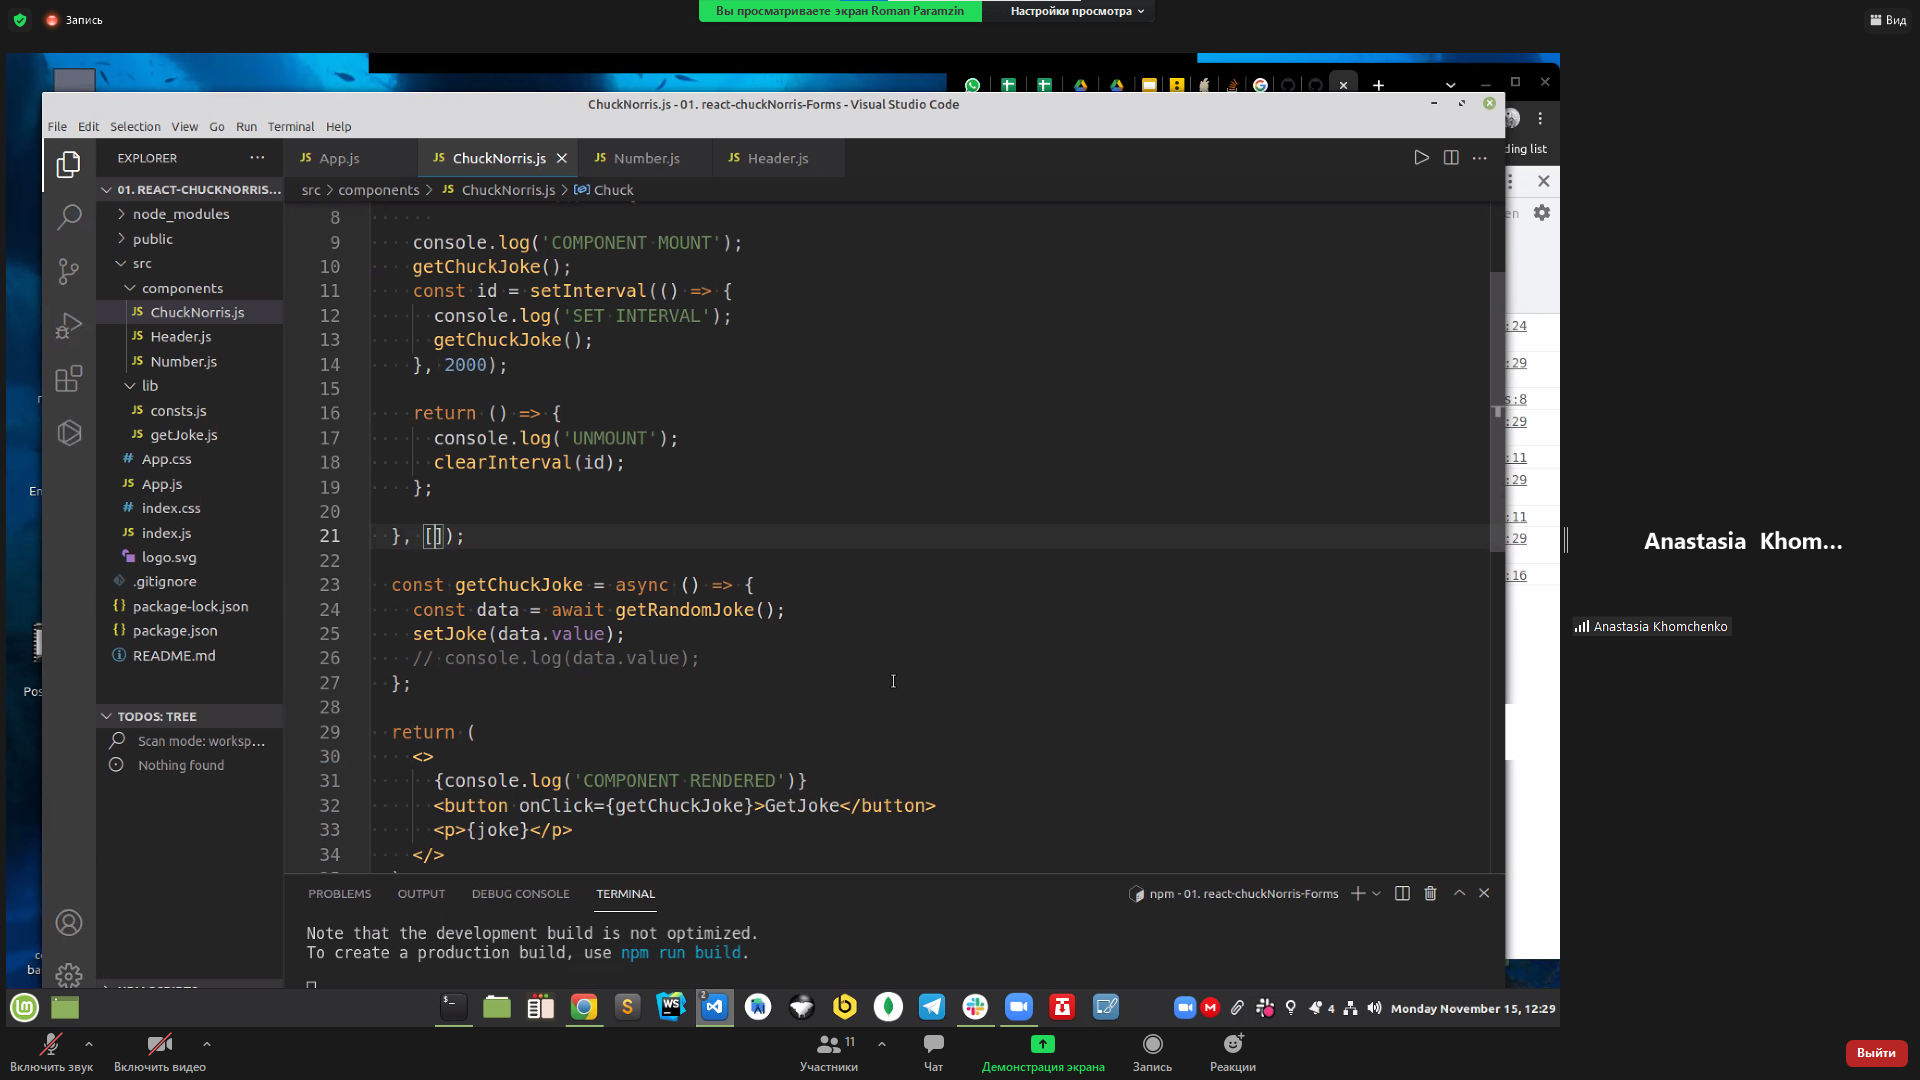 Запись
Вы просматриваете экран Roman Paramzin
Настройки просмотра
Вид
ChuckNorris.js - 01. react-chuckNorris-Forms - Visual Studio Code
File Edit Selection View Go Run Terminal Help
ding list
EXPLORER
App.js
ChuckNorris.js
Number.js
Header.js
src > components > ChuckNorris.js > Chuck
01. REACT-CHUCKNORRIS...
node_modules
public
src
components
ChuckNorris.js
Header.js
Number.js
lib
consts.js
getJoke.js
App.css
App.js
index.css
index.js
logo.svg
.gitignore
package-lock.json
package.json
README.md
TODOS: TREE
Scan mode: worksp...
Nothing found
8
9 console.log('COMPONENT MOUNT');
10 getChuckJoke();
11 const id = setInterval(() => {
12 console.log('SET INTERVAL');
13 getChuckJoke();
14 }, 2000);
15
16 return () => {
17 console.log('UNMOUNT');
18 clearInterval(id);
19 };
20
21 }, []);
22
23 const getChuckJoke = async () => {
24 const data = await getRandomJoke();
25 setJoke(data.value);
26 // console.log(data.value);
27 };
28
29 return (
30 <>
31 {console.log('COMPONENT RENDERED')}
32 <button onClick={getChuckJoke}>GetJoke</button>
33 <p>{joke}</p>
34 </>
en
:24
:29
s:8
:29
:11
:29
:11
:29
:16
PROBLEMS OUTPUT DEBUG CONSOLE TERMINAL
npm - 01. react-chuckNorris-Forms
Note that the development build is not optimized.
To create a production build, use npm run build.
Anastasia Khom...
Anastasia Khomchenko
En
Pos
ba
4
Monday November 15, 12:29
Включить звук
Включить видео
11
Участники
Чат
Демонстрация экрана
Запись
Реакции
Выйти